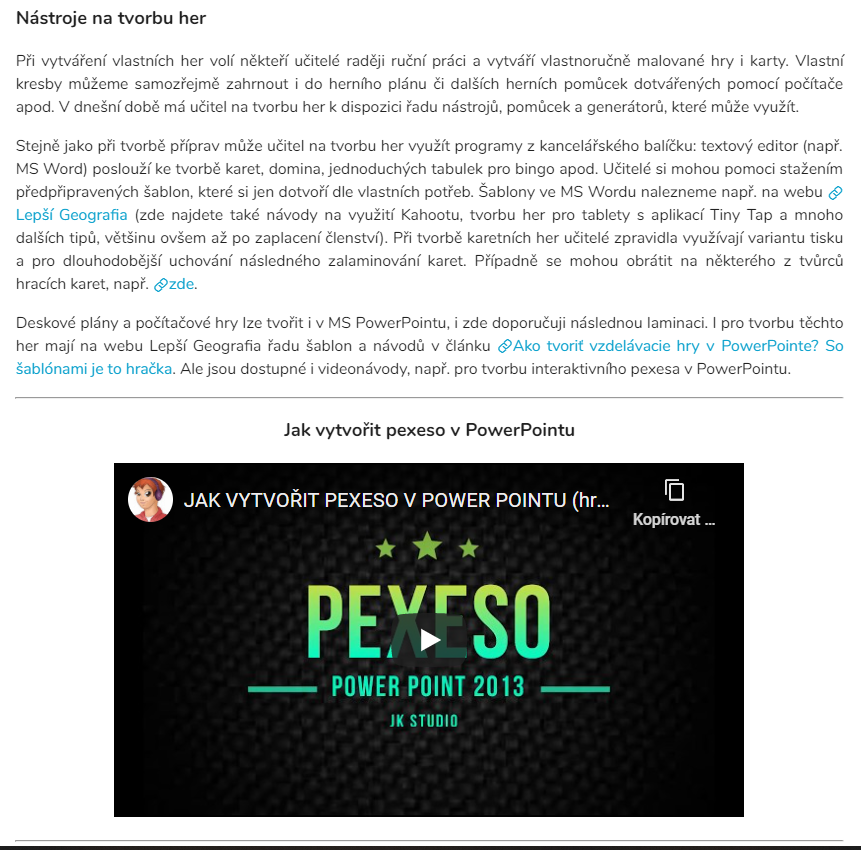 Nástroje na tvorbu her
Při vytváření vlastních her volí někteří učitelé raději ruční práci a vytváří vlastnoručně malované hry i karty. Vlastní
kresby můžeme samozřejmě zahrnout i do herního plánu či dalších herních pomůcek dotvářených pomocí počítače
apod. V dnešní době má učitel na tvorbu her k dispozici řadu nástrojů, pomůcek a generátorů, které může využít.
Stejně jako při tvorbě příprav může učitel na tvorbu her využít programy z kancelářského balíčku: textový editor (např.
MS Word) poslouží ke tvorbě karet, domina, jednoduchých tabulek pro bingo apod. Učitelé si mohou pomoci stažením
předpřipravených šablon, které si jen dotvoří dle vlastních potřeb. Šablony ve MS Wordu nalezneme např. na webu
Lepší Geografia (zde najdete také návody na využití Kahootu, tvorbu her pro tablety s aplikací Tiny Tap a mnoho
dalších tipů, většinu ovšem až po zaplacení členství). Při tvorbě karetních her učitelé zpravidla využívají variantu tisku
a pro dlouhodobější uchování následného zalaminování karet. Případně se mohou obrátit na některého z tvůrců
hracích karet, např. zde.
Deskové plány a počítačové hry lze tvořit i v MS PowerPointu, i zde doporučuji následnou laminaci. I pro tvorbu těchto
her mají na webu Lepší Geografia řadu šablon a návodů v článku Ako tvoriť vzdelávacie hry v PowerPointe? So
šablónami je to hračka. Ale jsou dostupné i videonávody, např. pro tvorbu interaktivního pexesa v PowerPointu.
Jak vytvořit pexeso v PowerPointu
JAK VYTVOŘIT PEXESO V POWER POINTU (hr...
Kopírovat ...
PEXESO
POWER POINT 2013
JK STUDIO